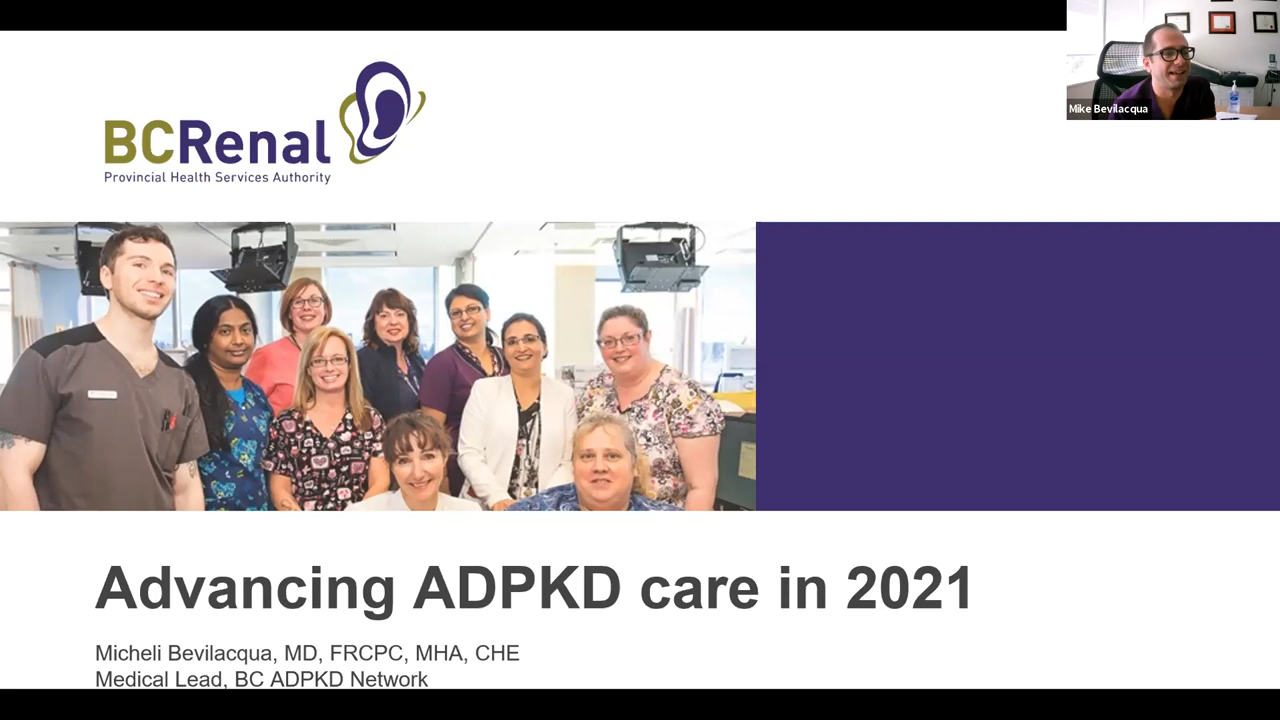 BCRenal
Provincial Health Services Authority
Mike Bevilacqua
Advancing ADPKD care in 2021
Micheli Bevilacqua, MD, FRCPC, MHA, CHE
Medical Lead, BC ADPKD Network